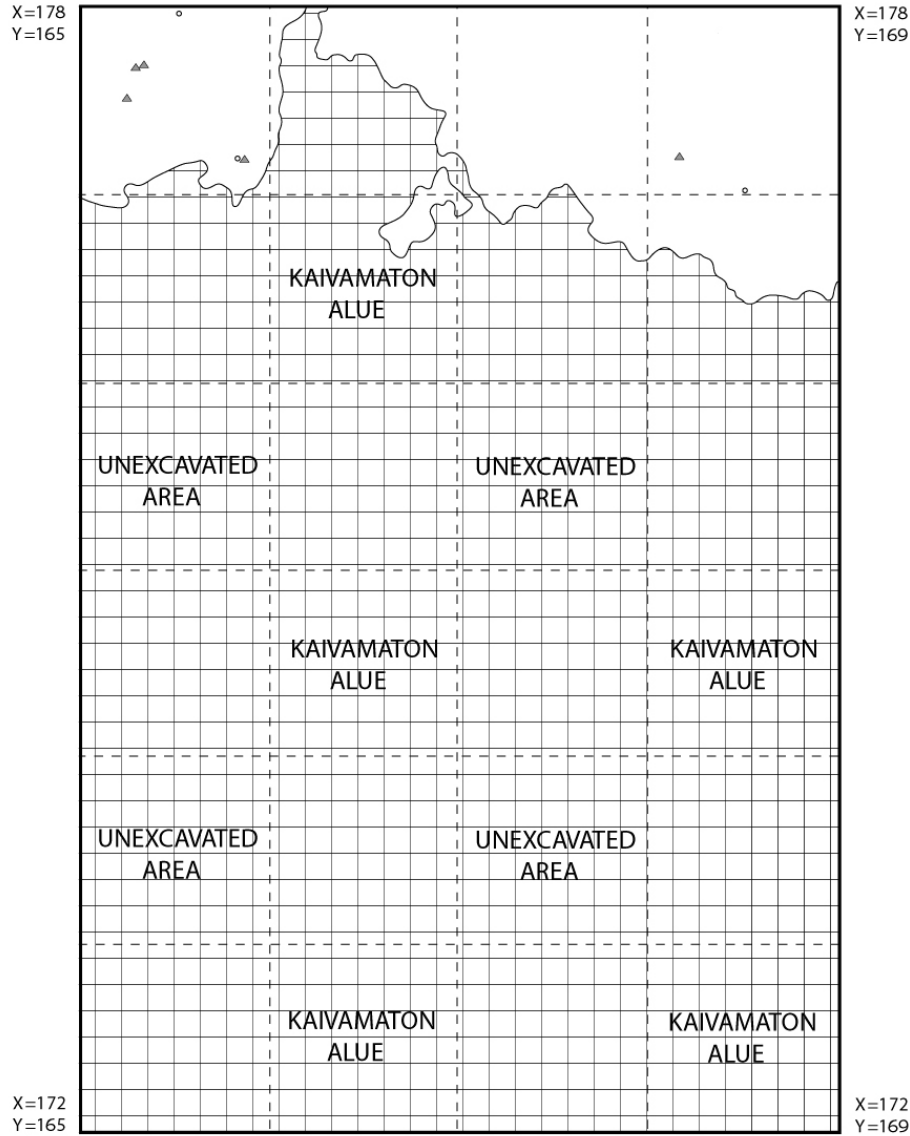 X=178
Y=165
X=178
Y=169
KAIVAMATON
ALUE
UNEXCAVATED
AREA
UNEXCAVATED
AREA
KAIVAMATON
ALUE
KAIVAMATON
ALUE
UNEXCAVATED
AREA
UNEXCAVATED
AREA
KAIVAMATON
ALUE
KAIVAMATON
ALUE
X=172
Y=165
X=172
Y=169